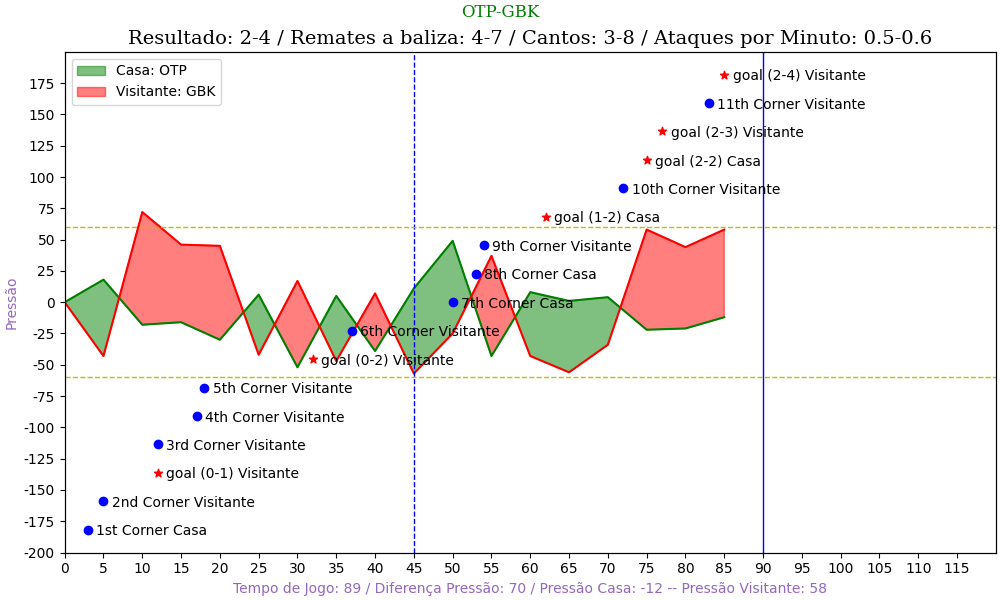 OTP-GBK
Resultado: 2-4 / Remates a baliza: 4-7 / Cantos: 3-8 / Ataques por Minuto: 0.5-0.6
Casa: OTP
Visitante: GBK
goal (2-4) Visitante
11th Corner Visitante
goal (2-3) Visitante
goal (2-2) Casa
10th Corner Visitante
goal (1-2) Casa
9th Corner Visitante
8th Corner Casa
7th Corner Casa
6th Corner Visitante
goal (0-2) Visitante
5th Corner Visitante
4th Corner Visitante
3rd Corner Visitante
goal (0-1) Visitante
2nd Corner Visitante
1st Corner Casa
Pressão
175
150
125
100
75
50
25
0
-25
-50
-75
-100
-125
-150
-175
-200
0 5 10 15 20 25 30 35 40 45 50 55 60 65 70 75 80 85 90 95 100 105 110 115
Tempo de Jogo: 89 / Diferença Pressão: 70 / Pressão Casa: -12 -- Pressão Visitante: 58